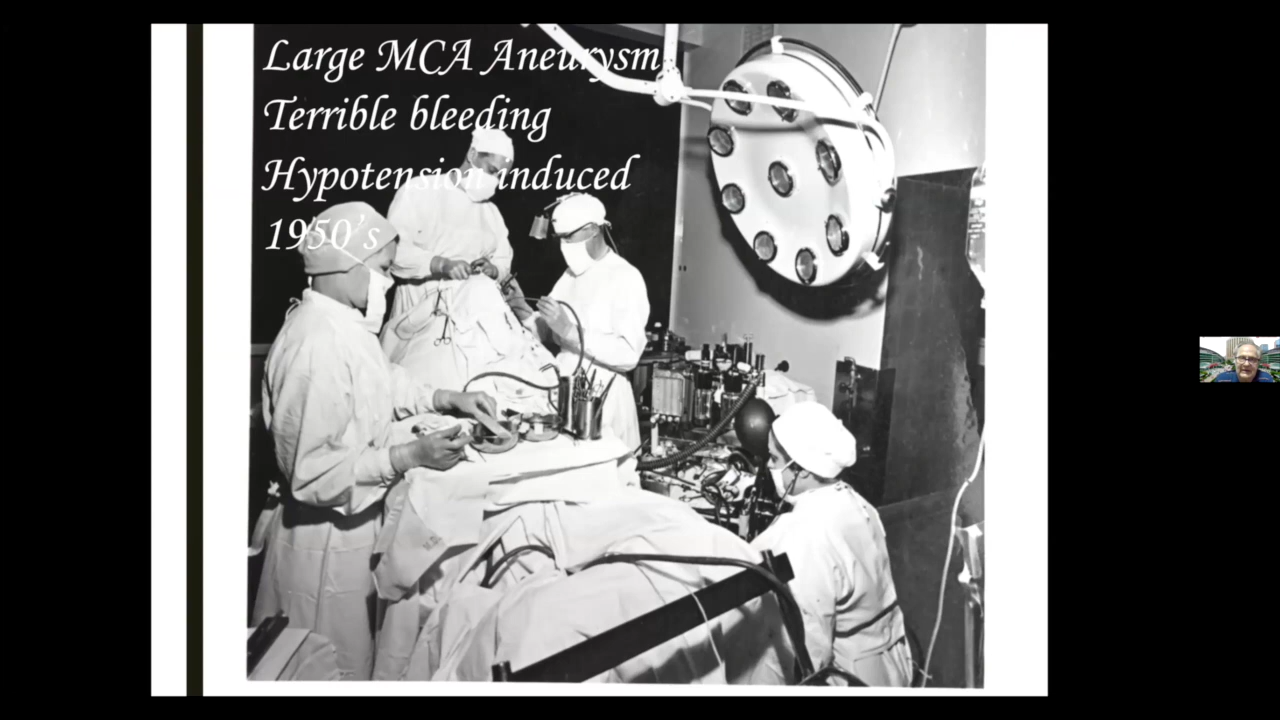 Large MCA Aneurysm
Terrible bleeding
Hypotension induced
1950's